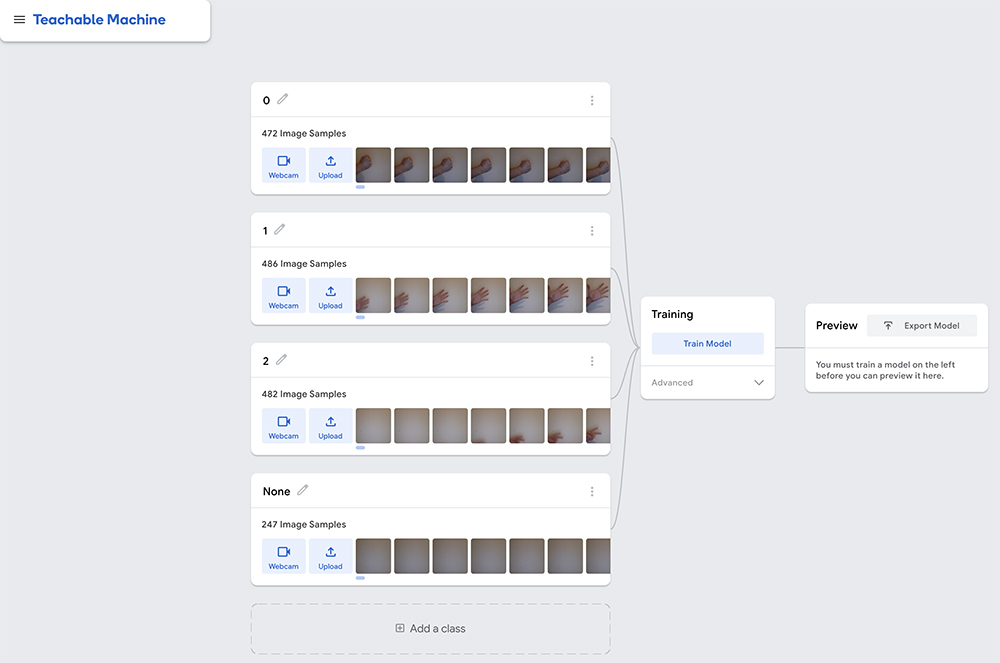 Teachable Machine
0
472 Image Samples
Webcam
Upload
1
486 Image Samples
Webcam
Upload
2
482 Image Samples
Webcam
Upload
None
247 Image Samples
Webcam
Upload
Add a class
Training
Train Model
Advanced
Preview
Export Model
You must train a model on the left
before you can preview it here.